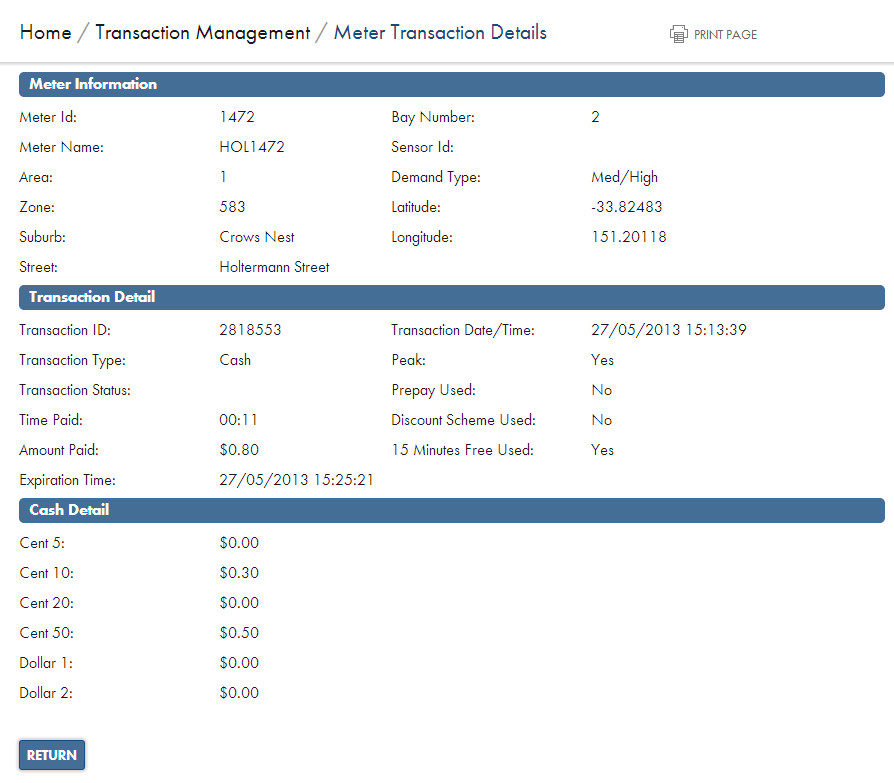 Home / Transaction Management / Meter Transaction Details PRINT PAGE
Meter Information
Meter Id: 1472 Bay Number: 2
Meter Name: HOL1472 Sensor Id:
Area: 1 Demand Type: Med/High
Zone: 583 Latitude: -33.82483
Suburb: Crows Nest Longitude: 151.20118
Street: Holtermann Street
Transaction Detail
Transaction ID: 2818553 Transaction Date/Time: 27/05/2013 15:13:39
Transaction Type: Cash Peak: Yes
Transaction Status: Prepay Used: No
Time Paid: 00:11 Discount Scheme Used: No
Amount Paid: $0.80 15 Minutes Free Used: Yes
Expiration Time: 27/05/2013 15:25:21
Cash Detail
Cent 5: $0.00
Cent 10: $0.30
Cent 20: $0.00
Cent 50: $0.50
Dollar 1: $0.00
Dollar 2: $0.00
RETURN